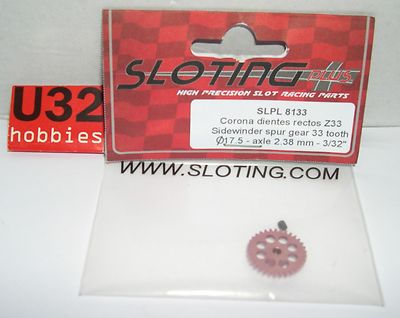 SLOTING plus
HIGH PRECISION SLOT RACING PARTS
U32
hobbies
SLPL 8133
Corona dientes rectos Z33
Sidewinder spur gear 33 tooth
Ø17.5 - axle 2.38 mm - 3/32"
WWW.SLOTING.COM